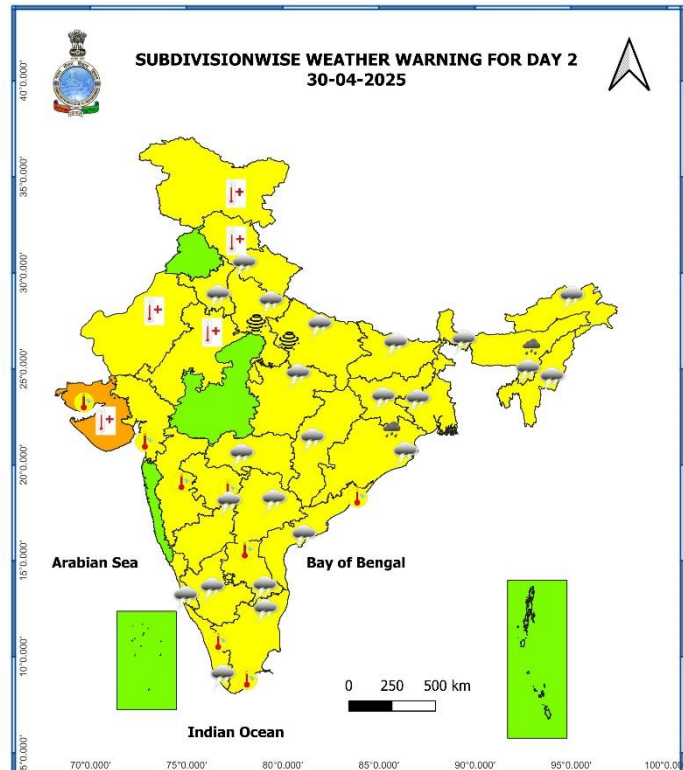 SUBDIVISIONWISE WEATHER WARNING FOR DAY 2
30-04-2025
40°0.000'
35°0.000'
30°0.000'
25°0.000'
20°0.000'
15°0.000'
10°0.000'
5°0.000'
Arabian Sea
Bay of Bengal
0 250 500 km
Indian Ocean
70°0.000' 75°0.000' 80°0.000' 85°0.000' 90°0.000' 95°0.000' 100°0.000'